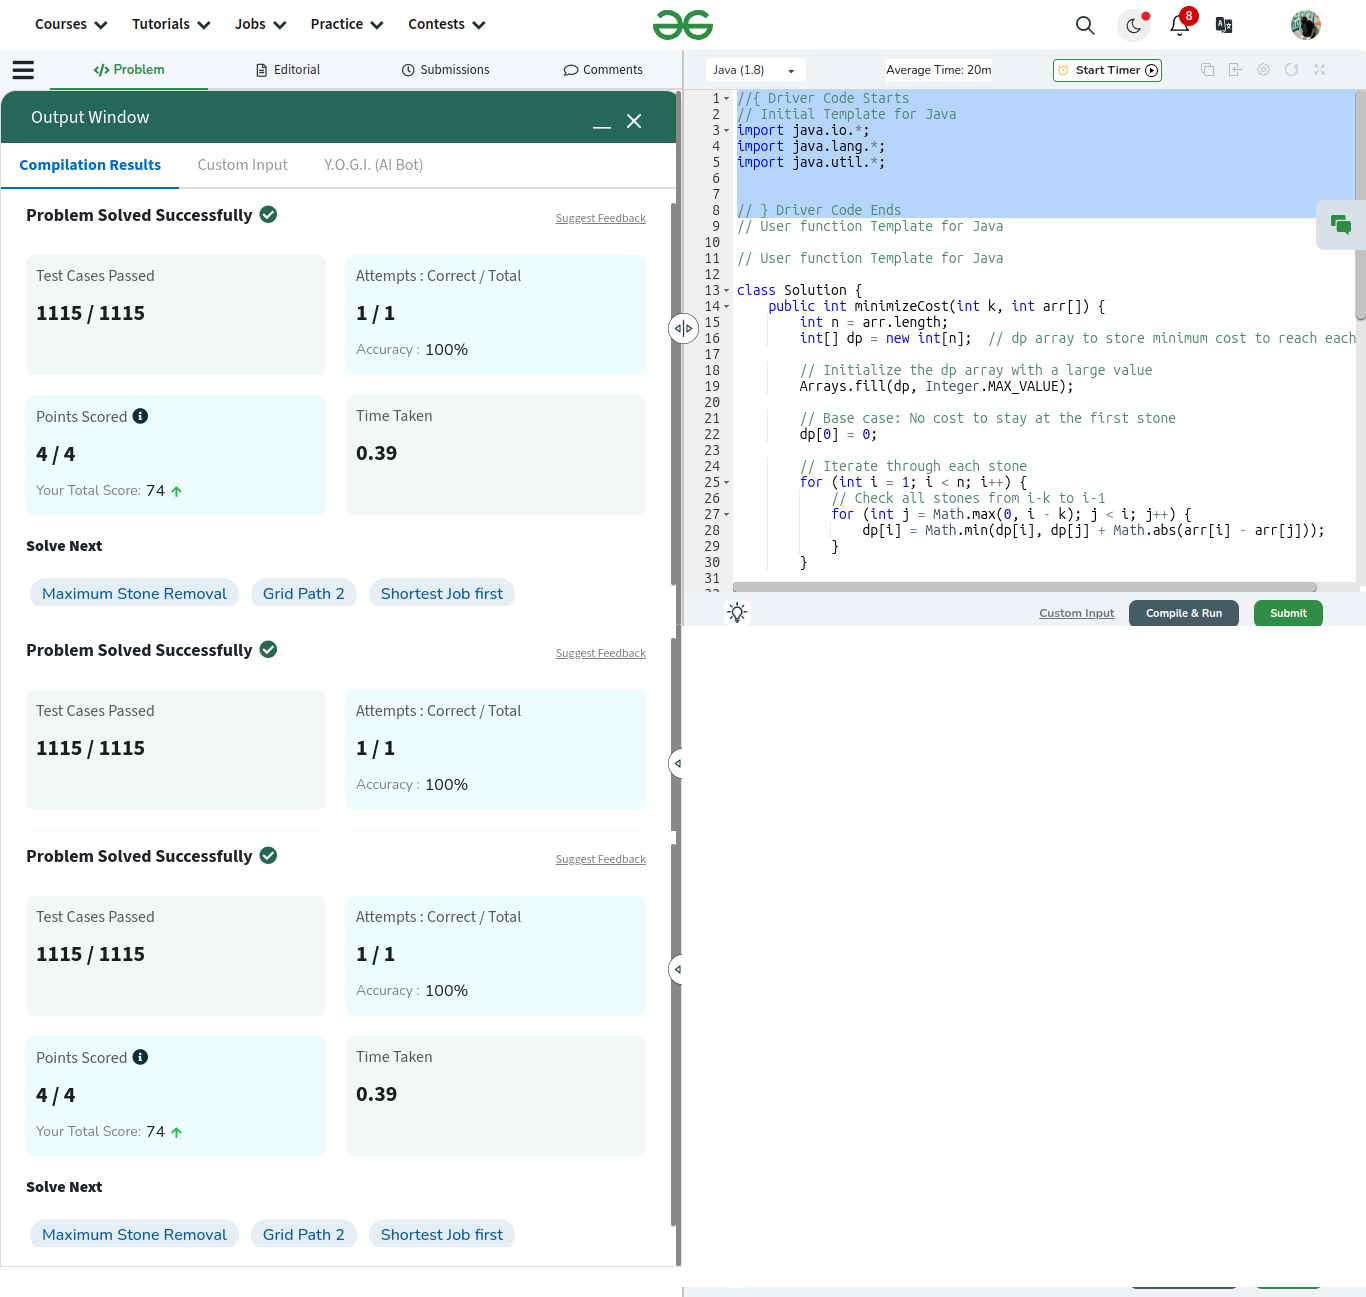 Courses Tutorials Jobs Practice Contests 8
Problem Editorial Submissions Comments
Output Window
Compilation Results Custom Input Y.O.G.I. (AI Bot)
Problem Solved Successfully Suggest Feedback
Test Cases Passed Attempts : Correct / Total
1115 / 1115 1 / 1
Accuracy : 100%
Points Scored Time Taken
4 / 4 0.39
Your Total Score: 74
Solve Next
Maximum Stone Removal Grid Path 2 Shortest Job first
Problem Solved Successfully Suggest Feedback
Test Cases Passed Attempts : Correct / Total
1115 / 1115 1 / 1
Accuracy : 100%
Problem Solved Successfully Suggest Feedback
Test Cases Passed Attempts : Correct / Total
1115 / 1115 1 / 1
Accuracy : 100%
Points Scored Time Taken
4 / 4 0.39
Your Total Score: 74
Solve Next
Maximum Stone Removal Grid Path 2 Shortest Job first
Java (1.8) Average Time: 20m Start Timer
1 //{ Driver Code Starts
2 // Initial Template for Java
3 import java.io.*;
4 import java.lang.*;
5 import java.util.*;
6
7
8 // } Driver Code Ends
9 // User function Template for Java
10
11 // User function Template for Java
12
13 class Solution {
14 public int minimizeCost(int k, int arr[]) {
15 int n = arr.length;
16 int[] dp = new int[n];  // dp array to store minimum cost to reach each
17
18 // Initialize the dp array with a large value
19 Arrays.fill(dp, Integer.MAX_VALUE);
20
21 // Base case: No cost to stay at the first stone
22 dp[0] = 0;
23
24 // Iterate through each stone
25 for (int i = 1; i < n; i++) {
26 // Check all stones from i-k to i-1
27 for (int j = Math.max(0, i - k); j < i; j++) {
28 dp[i] = Math.min(dp[i], dp[j] + Math.abs(arr[i] - arr[j]));
29 }
30 }
31
Custom Input Compile & Run Submit